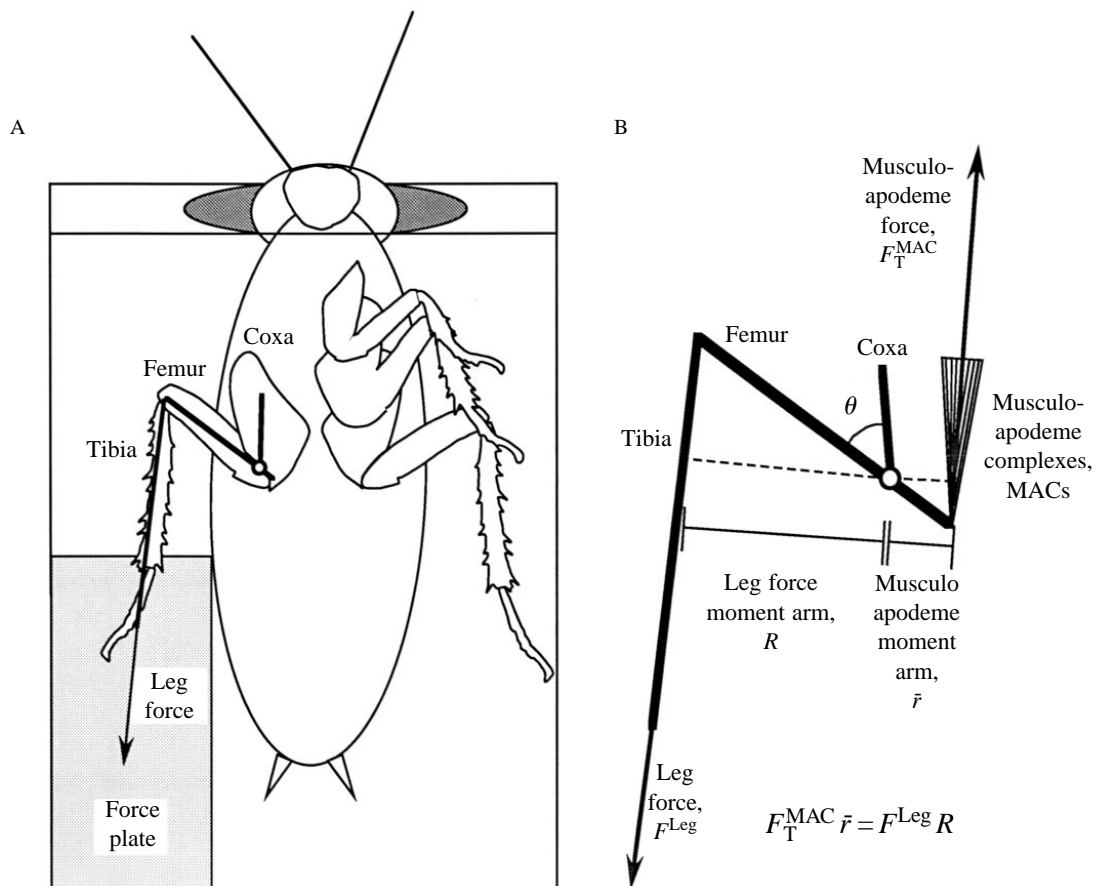 A
Coxa
Femur
Tibia
Leg
force
Force
plate
B
Musculo-
apodeme
force,
F_T^MAC
Femur
Coxa
θ
Tibia
Musculo-
apodeme
complexes,
MACs
Leg force
moment arm,
R
Musculo
apodeme
moment
arm,
r̄
Leg
force,
F^Leg
F_T^MAC r̄ = F^Leg R